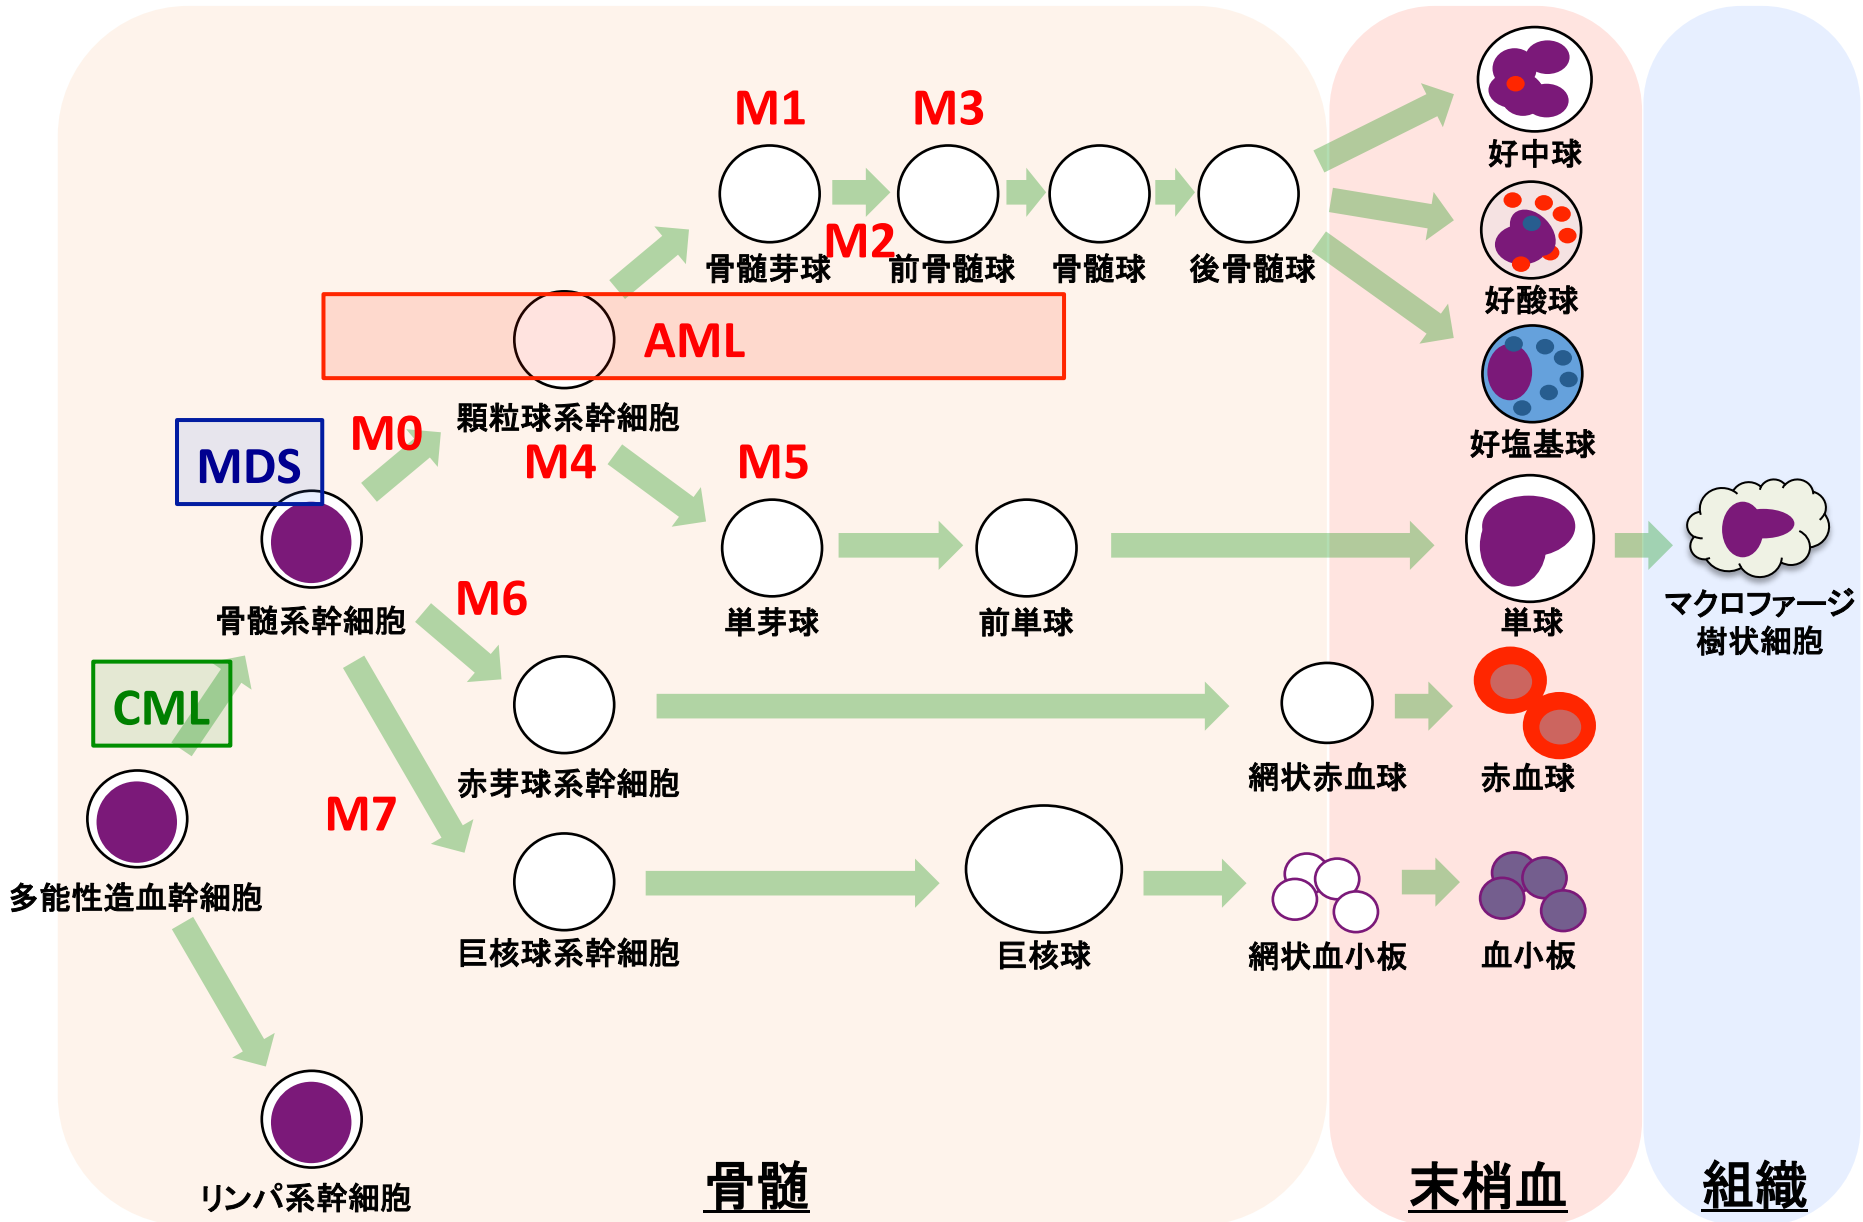 M1
M3
好中球
骨髄芽球
M2
前骨髄球
骨髄球
後骨髄球
好酸球
AML
顆粒球系幹細胞
M0
MDS
M4
M5
好塩基球
骨髄系幹細胞
M6
単芽球
前単球
単球
マクロファージ
樹状細胞
CML
赤芽球系幹細胞
網状赤血球
赤血球
M7
多能性造血幹細胞
巨核球系幹細胞
巨核球
網状血小板
血小板
リンパ系幹細胞
骨髄
末梢血
組織